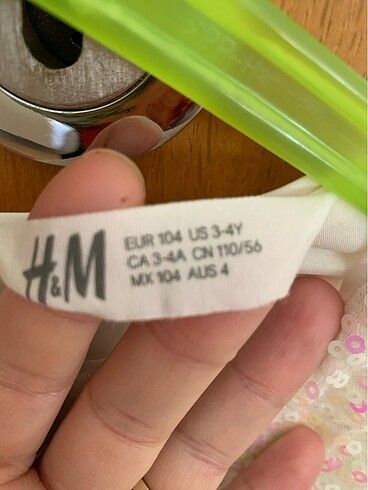 H&M
EUR 104 US 3-4Y
CA 3-4A CN 110/56
MX 104 AUS 4